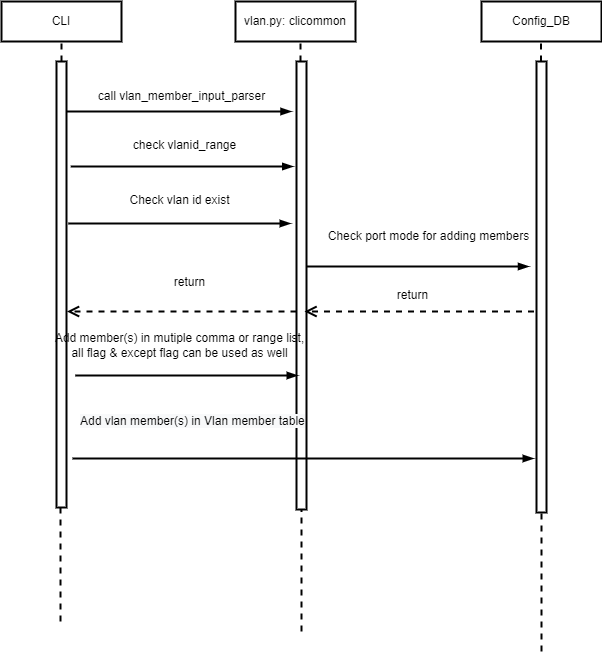 CLI
vlan.py: clicommon
Config_DB
call vlan_member_input_parser
check vlanid_range
Check vlan id exist
Check port mode for adding members
return
return
Add member(s) in mutiple comma or range list,
all flag & except flag can be used as well
Add vlan member(s) in Vlan member table